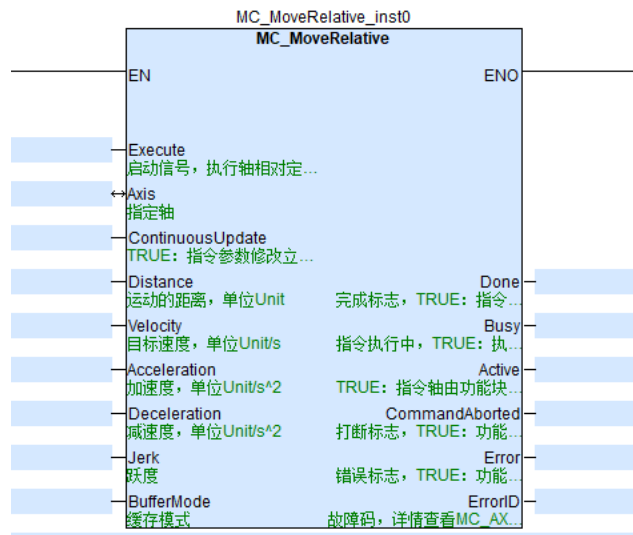 MC_MoveRelative_inst0
MC_MoveRelative
EN ENO
Execute
启动信号，执行轴相对定...
Axis
指定轴
ContinuousUpdate
TRUE：指令参数修改立...
Distance Done
运动的距离，单位Unit 完成标志，TRUE：指令...
Velocity Busy
目标速度，单位Unit/s 指令执行中，TRUE：执...
Acceleration Active
加速度，单位Unit/s^2 TRUE：指令轴由功能块...
Deceleration CommandAborted
减速度，单位Unit/s^2 打断标志，TRUE：功能...
Jerk Error
跃度 错误标志，TRUE：功能...
BufferMode ErrorID
缓存模式 故障码，详情查看MC_AX...